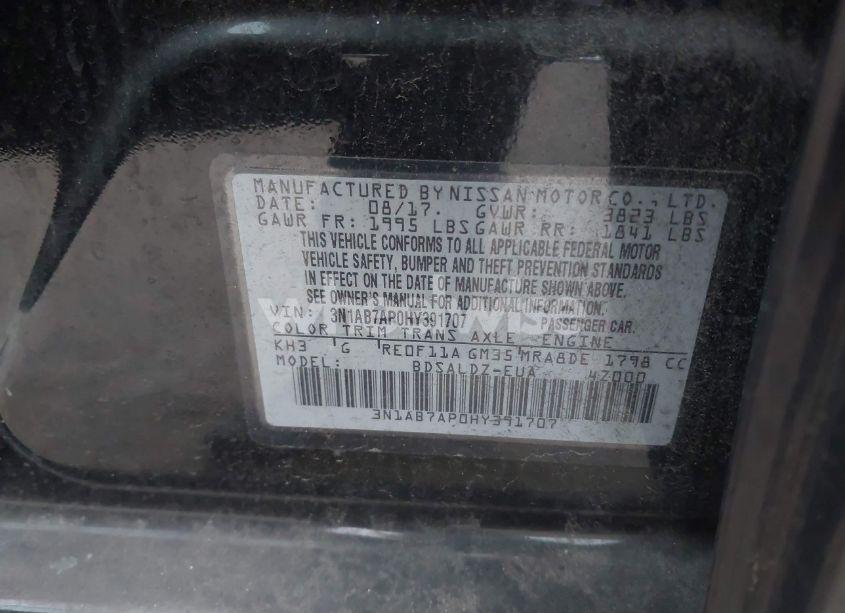 MANUFACTURED BY NISSAN MOTOR CO., LTD.
DATE: 08/17. GVWR: 3823 LBS
GAWR FR: 1995 LBS GAWR RR: 1841 LBS
THIS VEHICLE CONFORMS TO ALL APPLICABLE FEDERAL MOTOR
VEHICLE SAFETY, BUMPER AND THEFT PREVENTION STANDARDS
IN EFFECT ON THE DATE OF MANUFACTURE SHOWN ABOVE.
SEE OWNER'S MANUAL FOR ADDITIONAL INFORMATION.
VIN: 3N1AB7AP0HY391707 PASSENGER CAR.
COLOR TRIM TRANS AXLE ENGINE
KH3 G RE0F11A GM35 MRA8DE 1798 CC
MODEL: BDSALDZ-EUA 4Z000
3N1AB7AP0HY391707